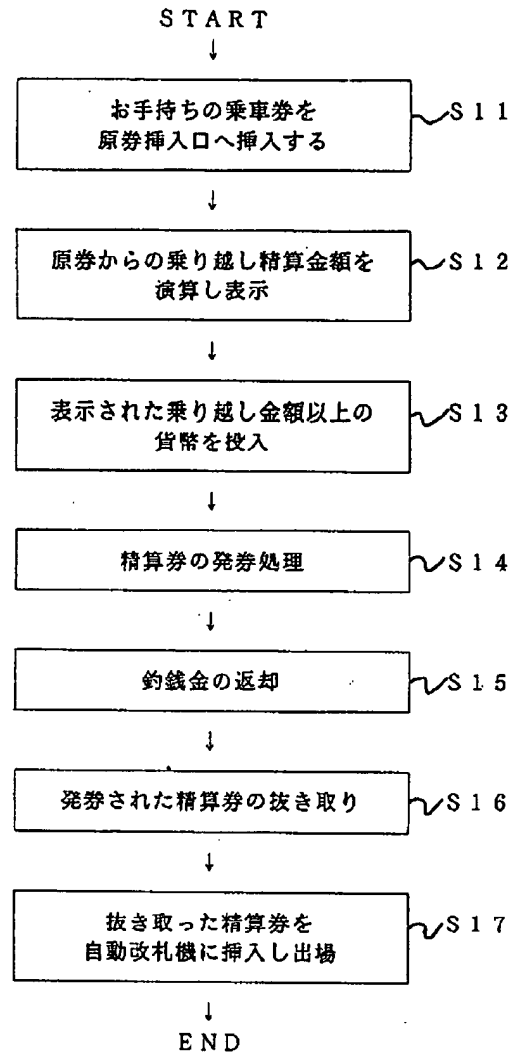 START
↓
お手持ちの乗車券を
原券挿入口へ挿入する
S11
↓
原券からの乗り越し精算金額を
演算し表示
S12
↓
表示された乗り越し金額以上の
貨幣を投入
S13
↓
精算券の発券処理
S14
↓
釣銭金の返却
S15
↓
発券された精算券の抜き取り
S16
↓
抜き取った精算券を
自動改札機に挿入し出場
S17
↓
END